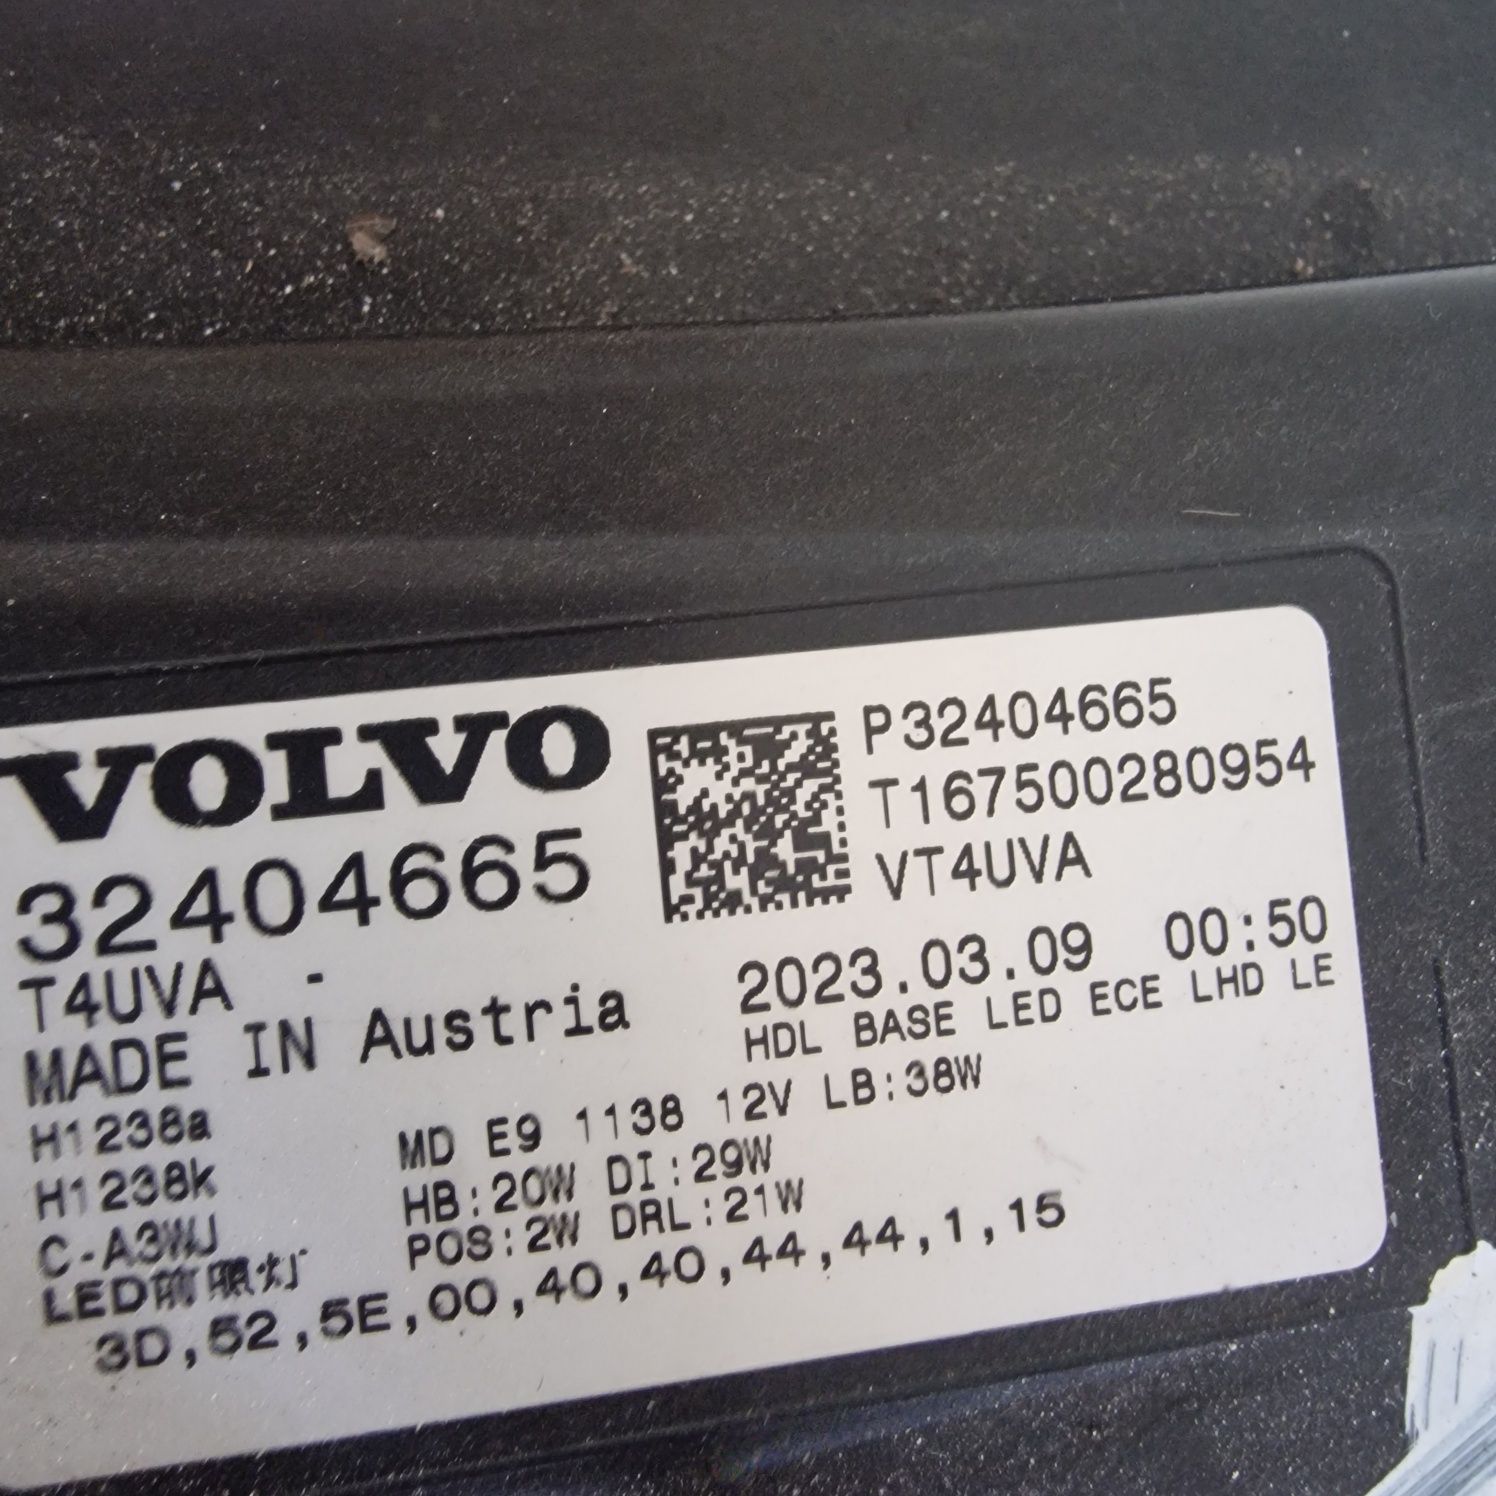 VOLVO
32404665
T4UVA -
MADE IN Austria
P32404665
T167500280954
VT4UVA
2023.03.09 00:50
HDL BASE LED ECE LHD LE
H1238a
H1238k
C-A3WJ
LED前照灯
MD E9 1138 12V LB:38W
HB:20W DI:29W
POS:2W DRL:21W
3D,52,5E,00,40,40,44,44,1,15